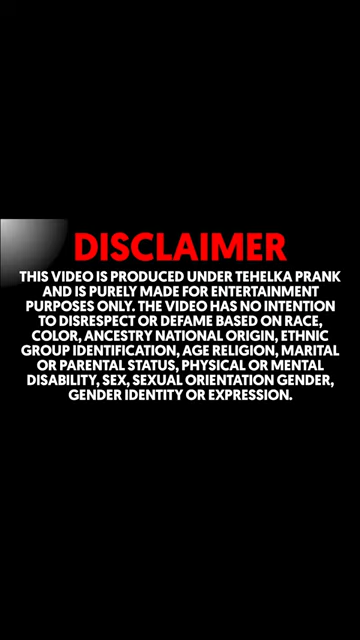 DISCLAIMER
THIS VIDEO IS PRODUCED UNDER TEHELKA PRANK
AND IS PURELY MADE FOR ENTERTAINMENT
PURPOSES ONLY. THE VIDEO HAS NO INTENTION
TO DISRESPECT OR DEFAME BASED ON RACE,
COLOR, ANCESTRY NATIONAL ORIGIN, ETHNIC
GROUP IDENTIFICATION, AGE RELIGION, MARITAL
OR PARENTAL STATUS, PHYSICAL OR MENTAL
DISABILITY, SEX, SEXUAL ORIENTATION GENDER,
GENDER IDENTITY OR EXPRESSION.